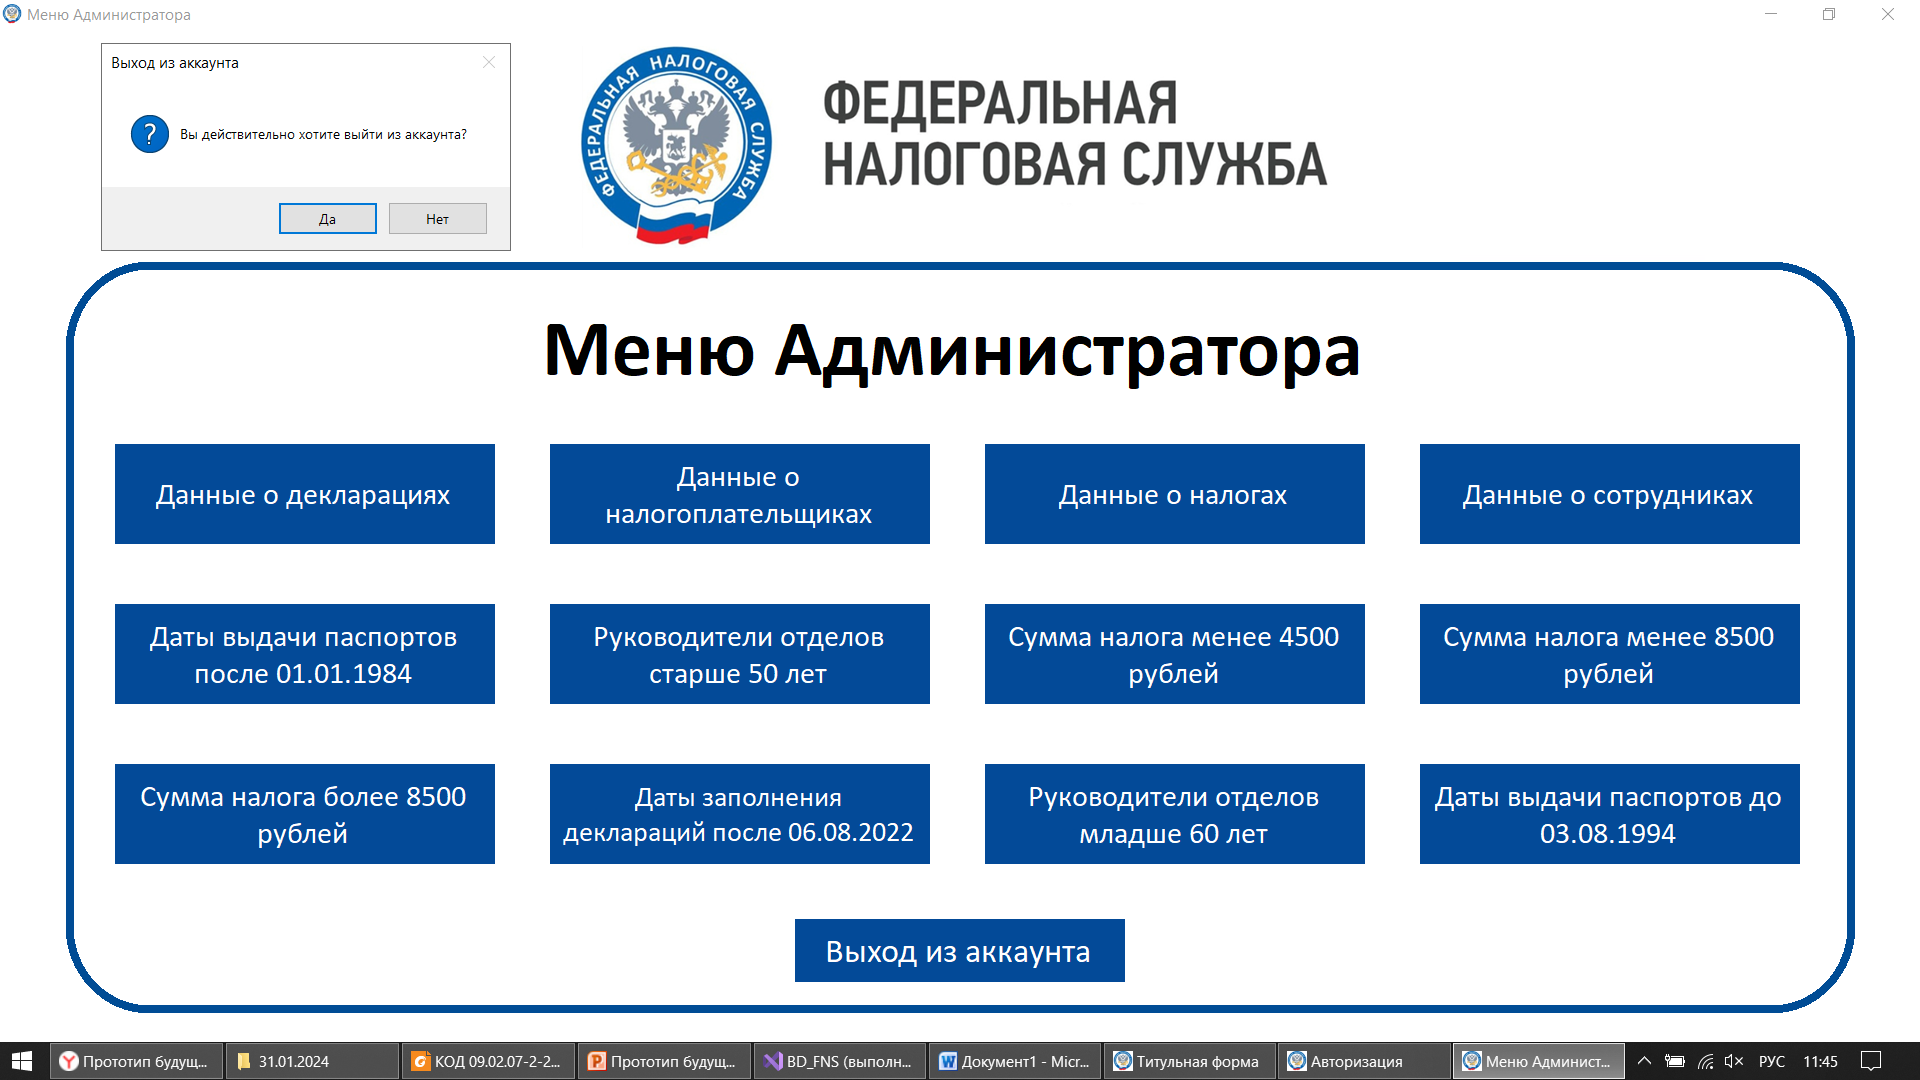 Меню Администратора
Выход из аккаунта
Вы действительно хотите выйти из аккаунта?
Да
Нет
ФЕДЕРАЛЬНАЯ НАЛОГОВАЯ СЛУЖБА
ФЕДЕРАЛЬНАЯ
НАЛОГОВАЯ СЛУЖБА
Меню Администратора
Данные о декларациях
Данные о
налогоплательщиках
Данные о налогах
Данные о сотрудниках
Даты выдачи паспортов
после 01.01.1984
Руководители отделов
старше 50 лет
Сумма налога менее 4500
рублей
Сумма налога менее 8500
рублей
Сумма налога более 8500
рублей
Даты заполнения
деклараций после 06.08.2022
Руководители отделов
младше 60 лет
Даты выдачи паспортов до
03.08.1994
Выход из аккаунта
Прототип будущ...
31.01.2024
КОД 09.02.07-2-2...
Прототип будущ...
BD_FNS (выполн...
Документ1 - Micr...
Титульная форма
Авторизация
Меню Админист...
РУС
11:45